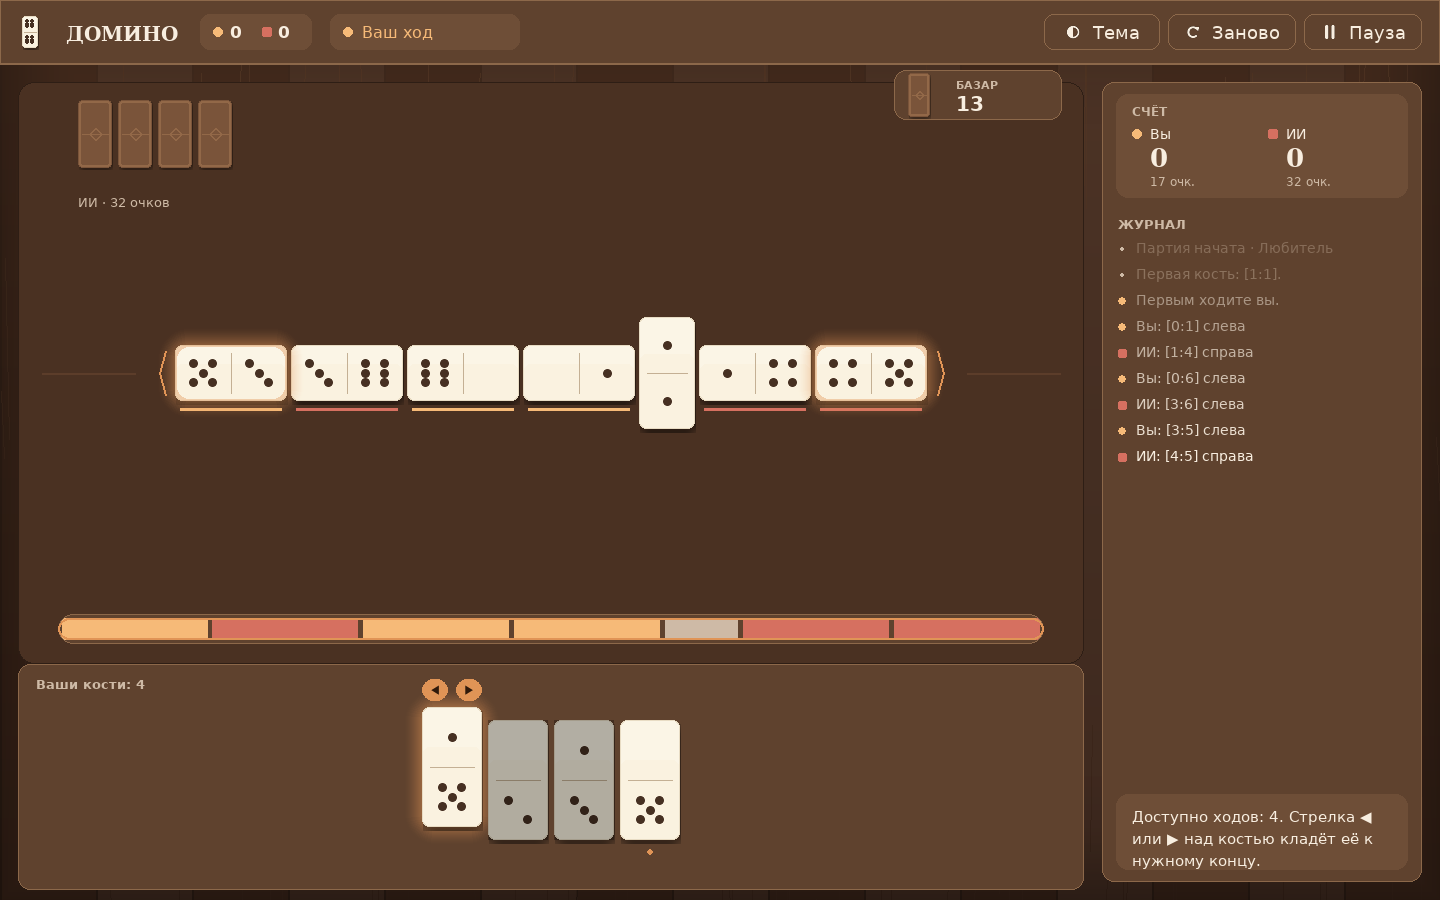 ДОМИНО
0 0
Ваш ход
Тема
Заново
Пауза
БАЗАР
13
ИИ · 32 очков
СЧЁТ
Вы ИИ
0 0
17 очк. 32 очк.
ЖУРНАЛ
Партия начата · Любитель
Первая кость: [1:1].
Первым ходите вы.
Вы: [0:1] слева
ИИ: [1:4] справа
Вы: [0:6] слева
ИИ: [3:6] слева
Вы: [3:5] слева
ИИ: [4:5] справа
Ваши кости: 4
Доступно ходов: 4. Стрелка ◀
или ▶ над костью кладёт её к
нужному концу.